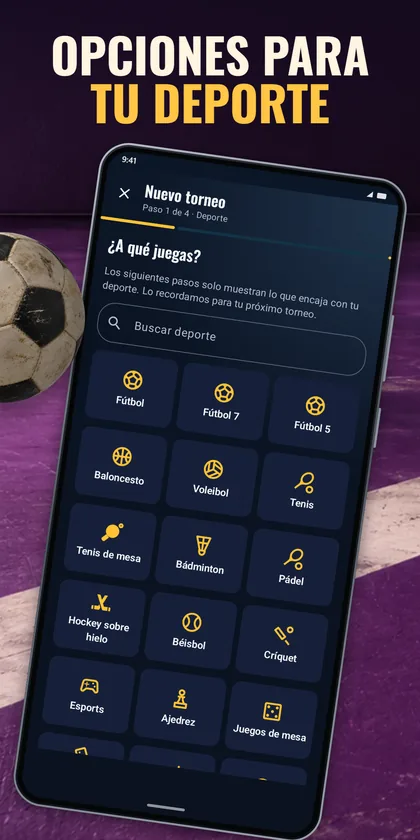 OPCIONES PARA
TU DEPORTE
9:41
Nuevo torneo
Paso 1 de 4 · Deporte
¿A qué juegas?
Los siguientes pasos solo muestran lo que encaja con tu
deporte. Lo recordamos para tu próximo torneo.
Buscar deporte
Fútbol
Fútbol 7
Fútbol 5
Baloncesto
Voleibol
Tenis
Tenis de mesa
Bádminton
Pádel
Hockey sobre
hielo
Béisbol
Críquet
Esports
Ajedrez
Juegos de mesa